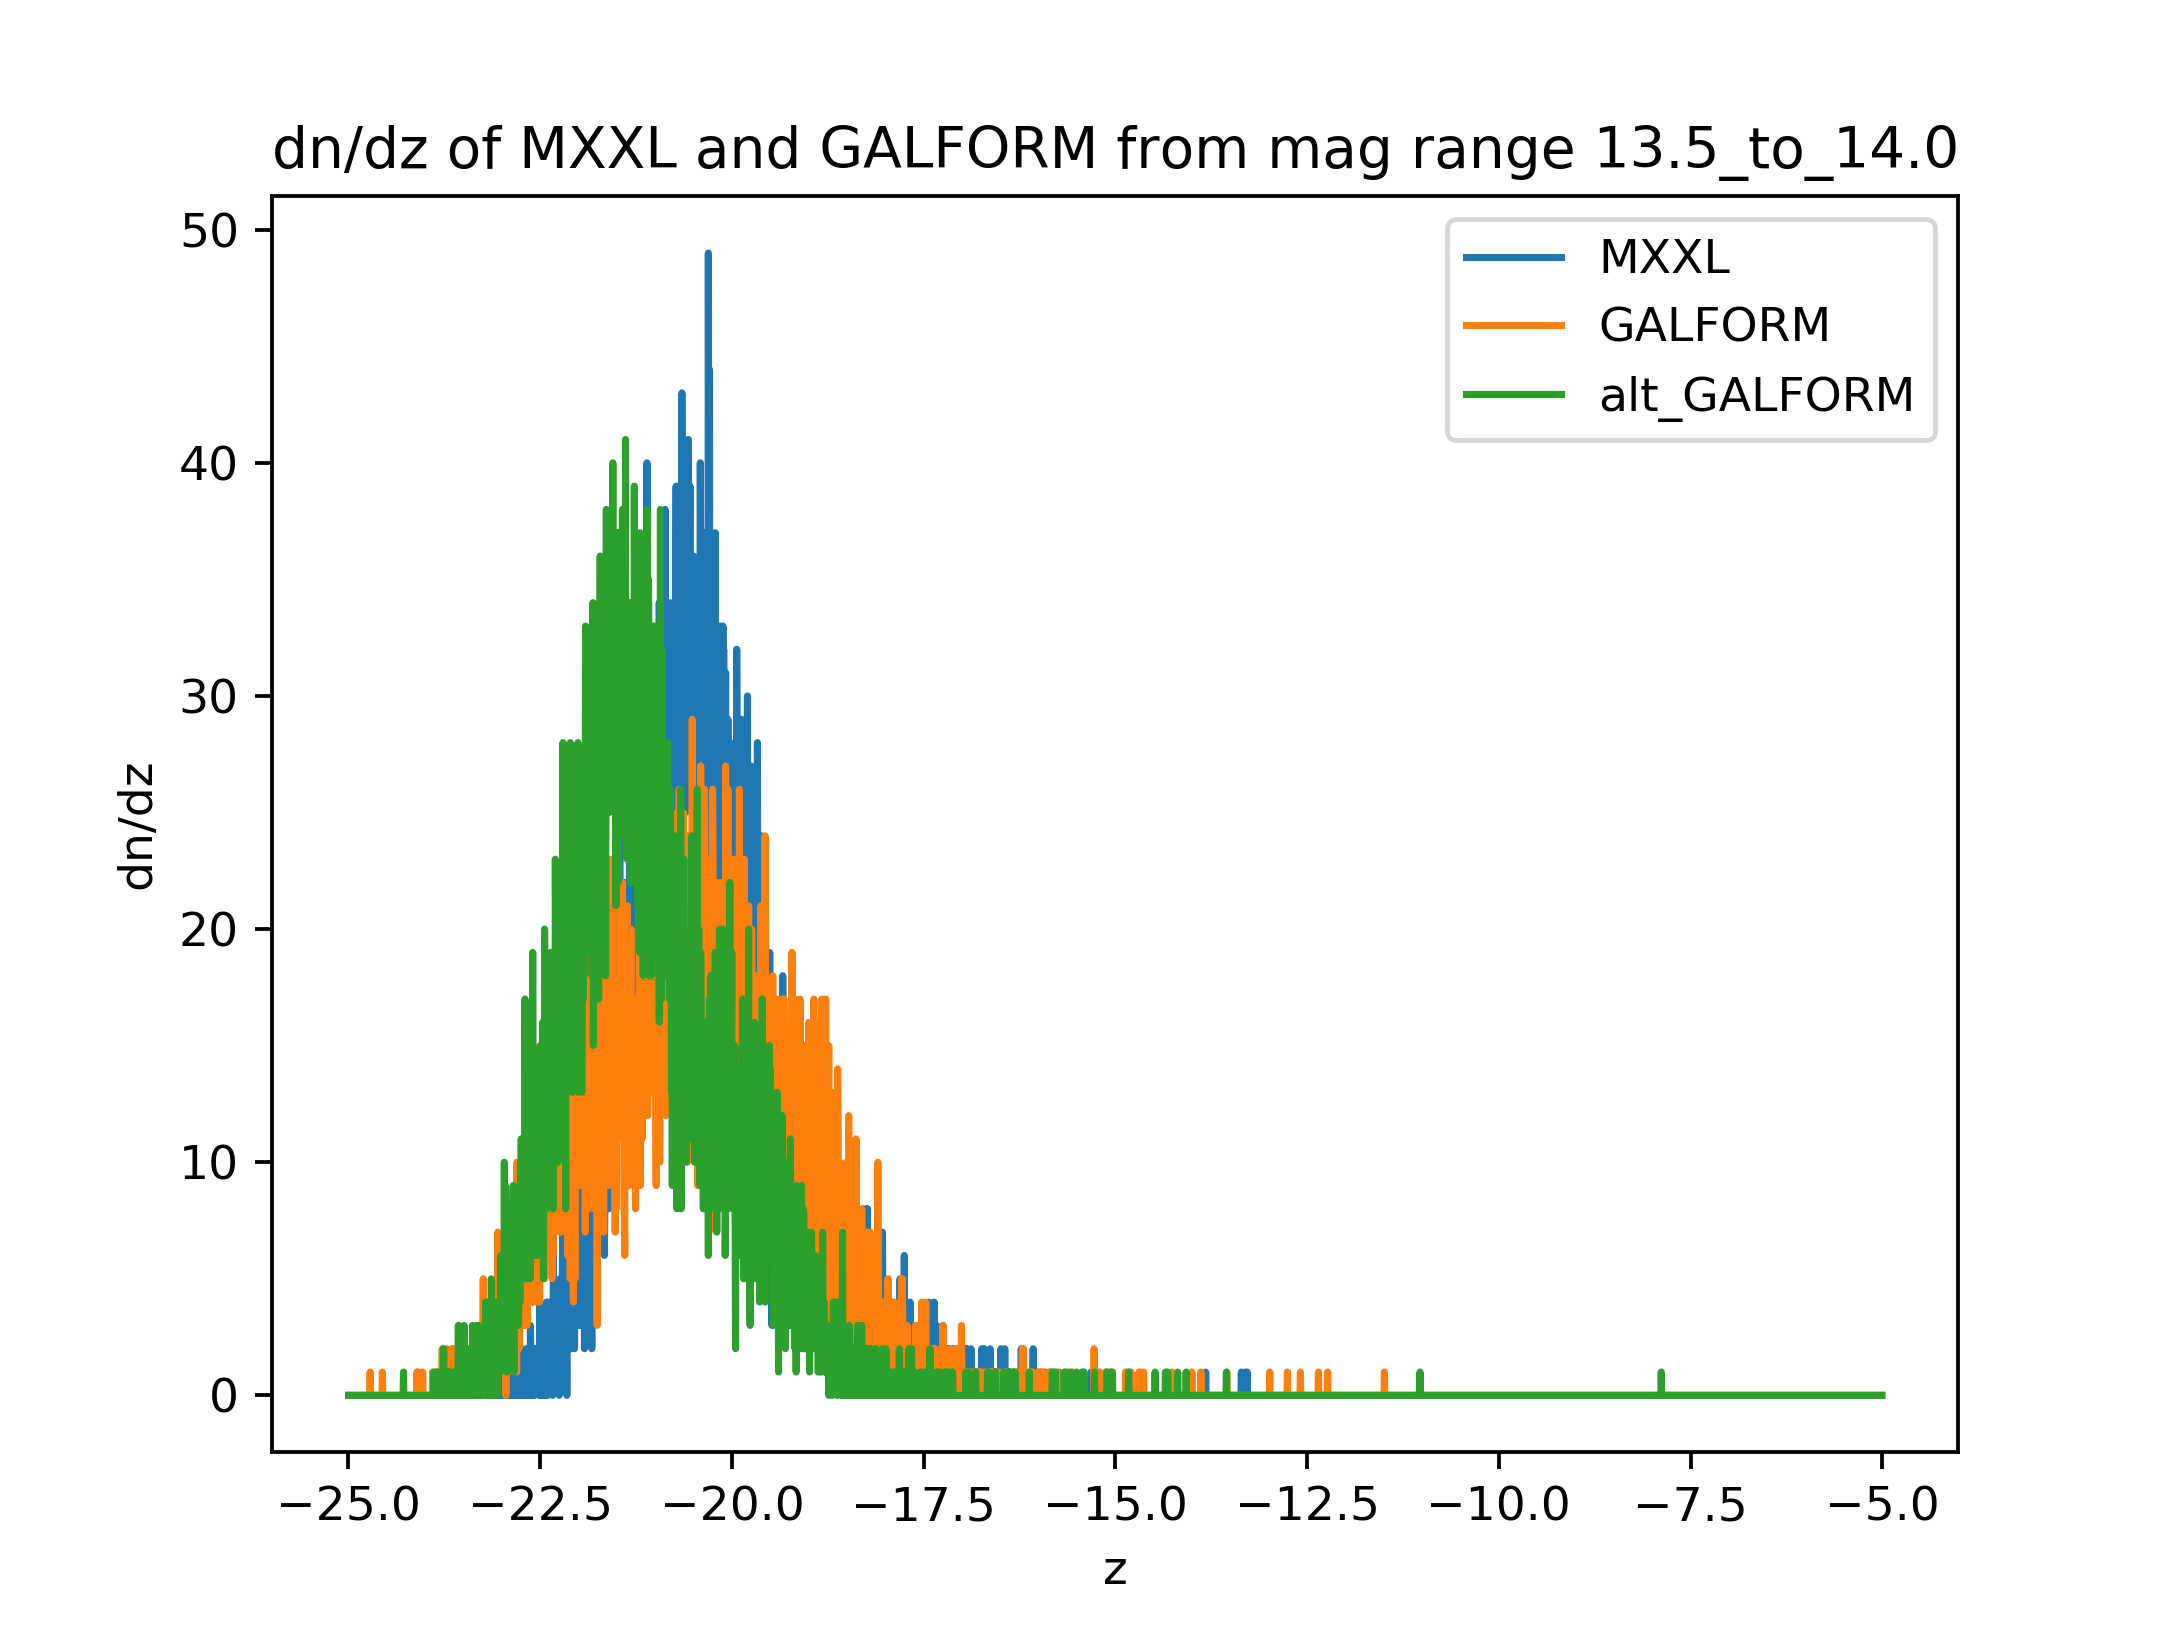 dn/dz of MXXL and GALFORM from mag range 13.5_to_14.0
MXXL
GALFORM
alt_GALFORM
50
40
30
20
10
0
dn/dz
−25.0 −22.5 −20.0 −17.5 −15.0 −12.5 −10.0 −7.5 −5.0
z